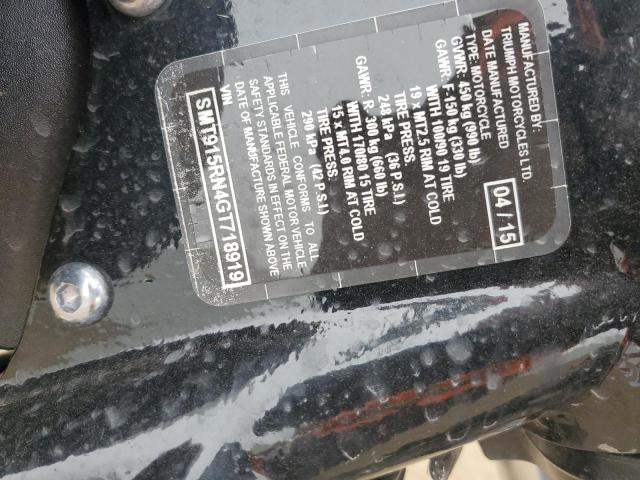 MANUFACTURED BY:
TRIUMPH MOTORCYCLES LTD.
DATE MANUFACTURED 04 / 15
TYPE: MOTORCYCLE
GVWR: 450 kg (990 lb)
GAWR: F- 150 kg (330 lb)
WITH 10090 19 TIRE
19 x MT2.5 RIM AT COLD
TIRE PRESS.
248 kPa (36 P.S.I.)
GAWR: R- 300 kg (660 lb)
WITH 17080 15 TIRE
15 x MT4.0 RIM AT COLD
TIRE PRESS.
290 kPa (42 P.S.I.)
THIS VEHICLE CONFORMS TO ALL
APPLICABLE FEDERAL MOTOR VEHICLE
SAFETY STANDARDS IN EFFECT ON THE
DATE OF MANUFACTURE SHOWN ABOVE
VIN
SMT915RN4GT718919